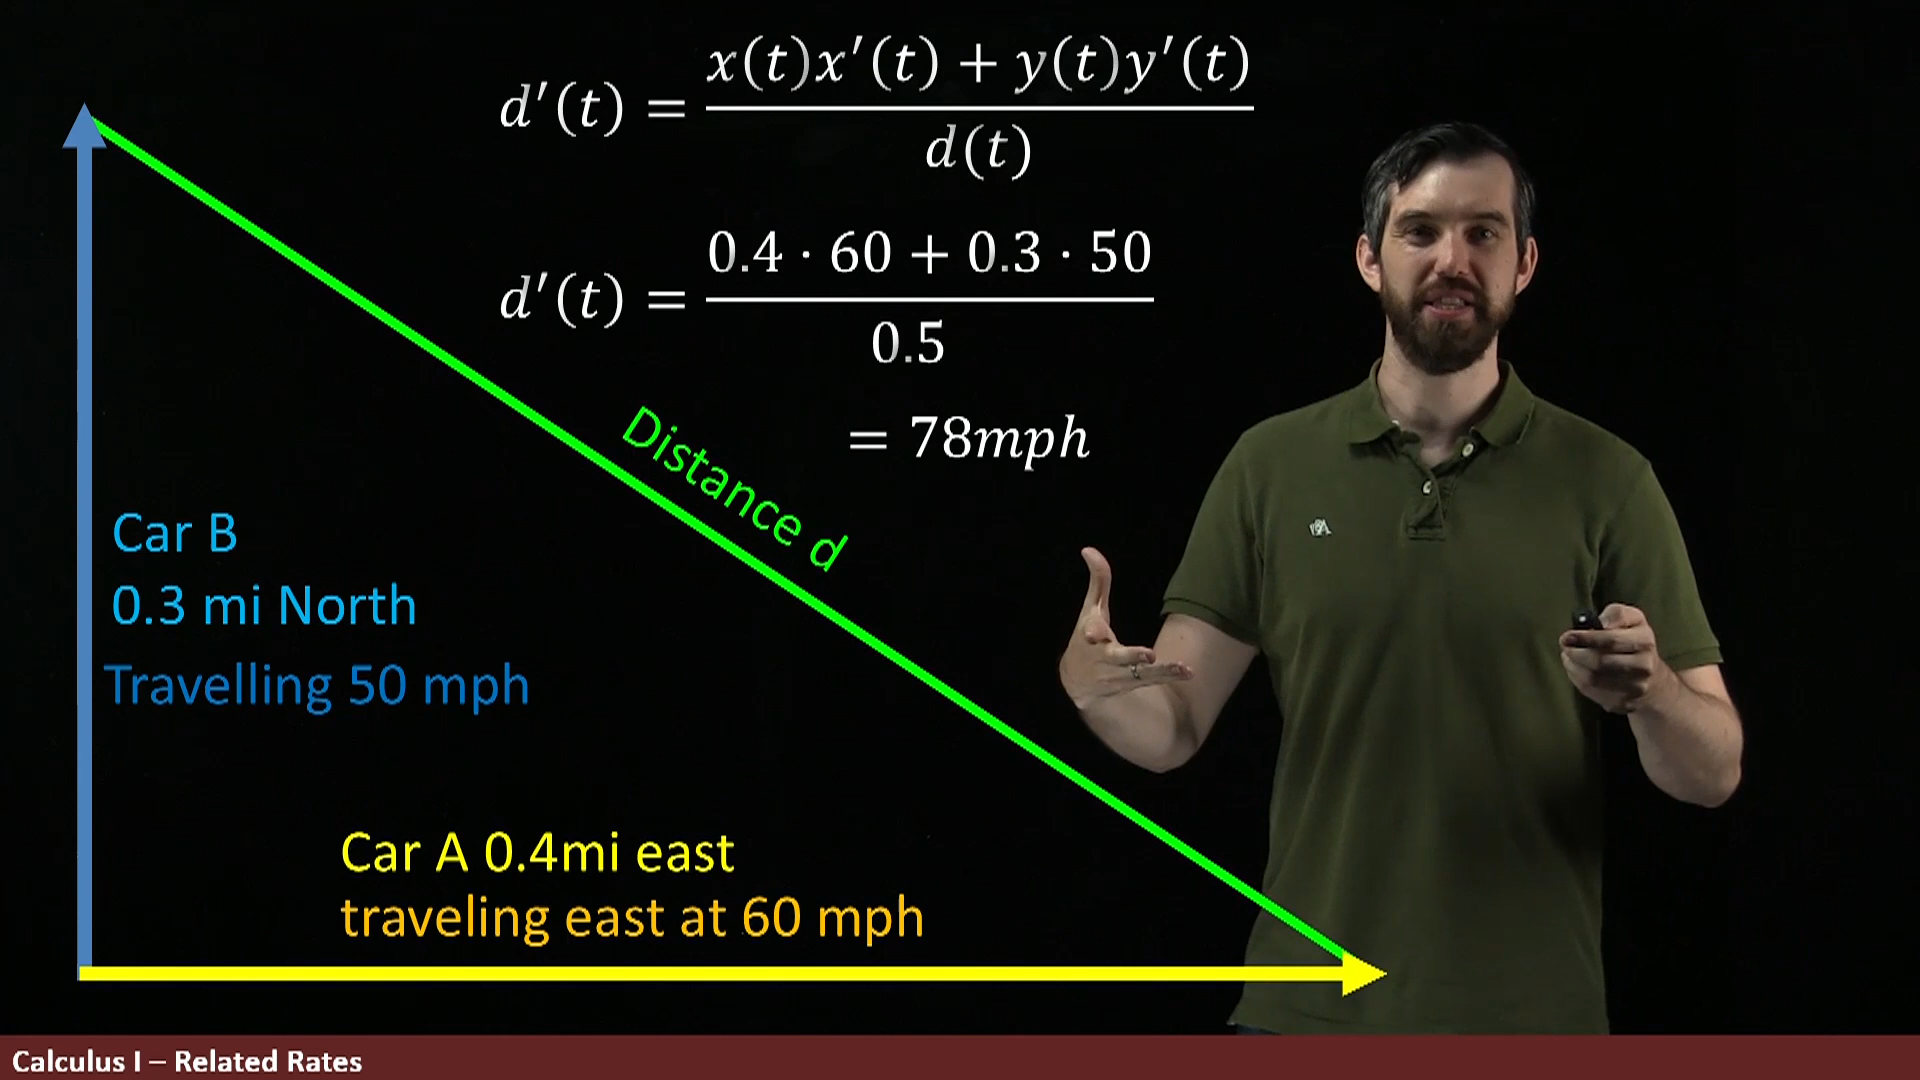 d′(t) = x(t)x′(t) + y(t)y′(t) / d(t)
d′(t) = 0.4 · 60 + 0.3 · 50 / 0.5
= 78mph
Distance d
Car B
0.3 mi North
Travelling 50 mph
Car A 0.4mi east
traveling east at 60 mph
Calculus I – Related Rates